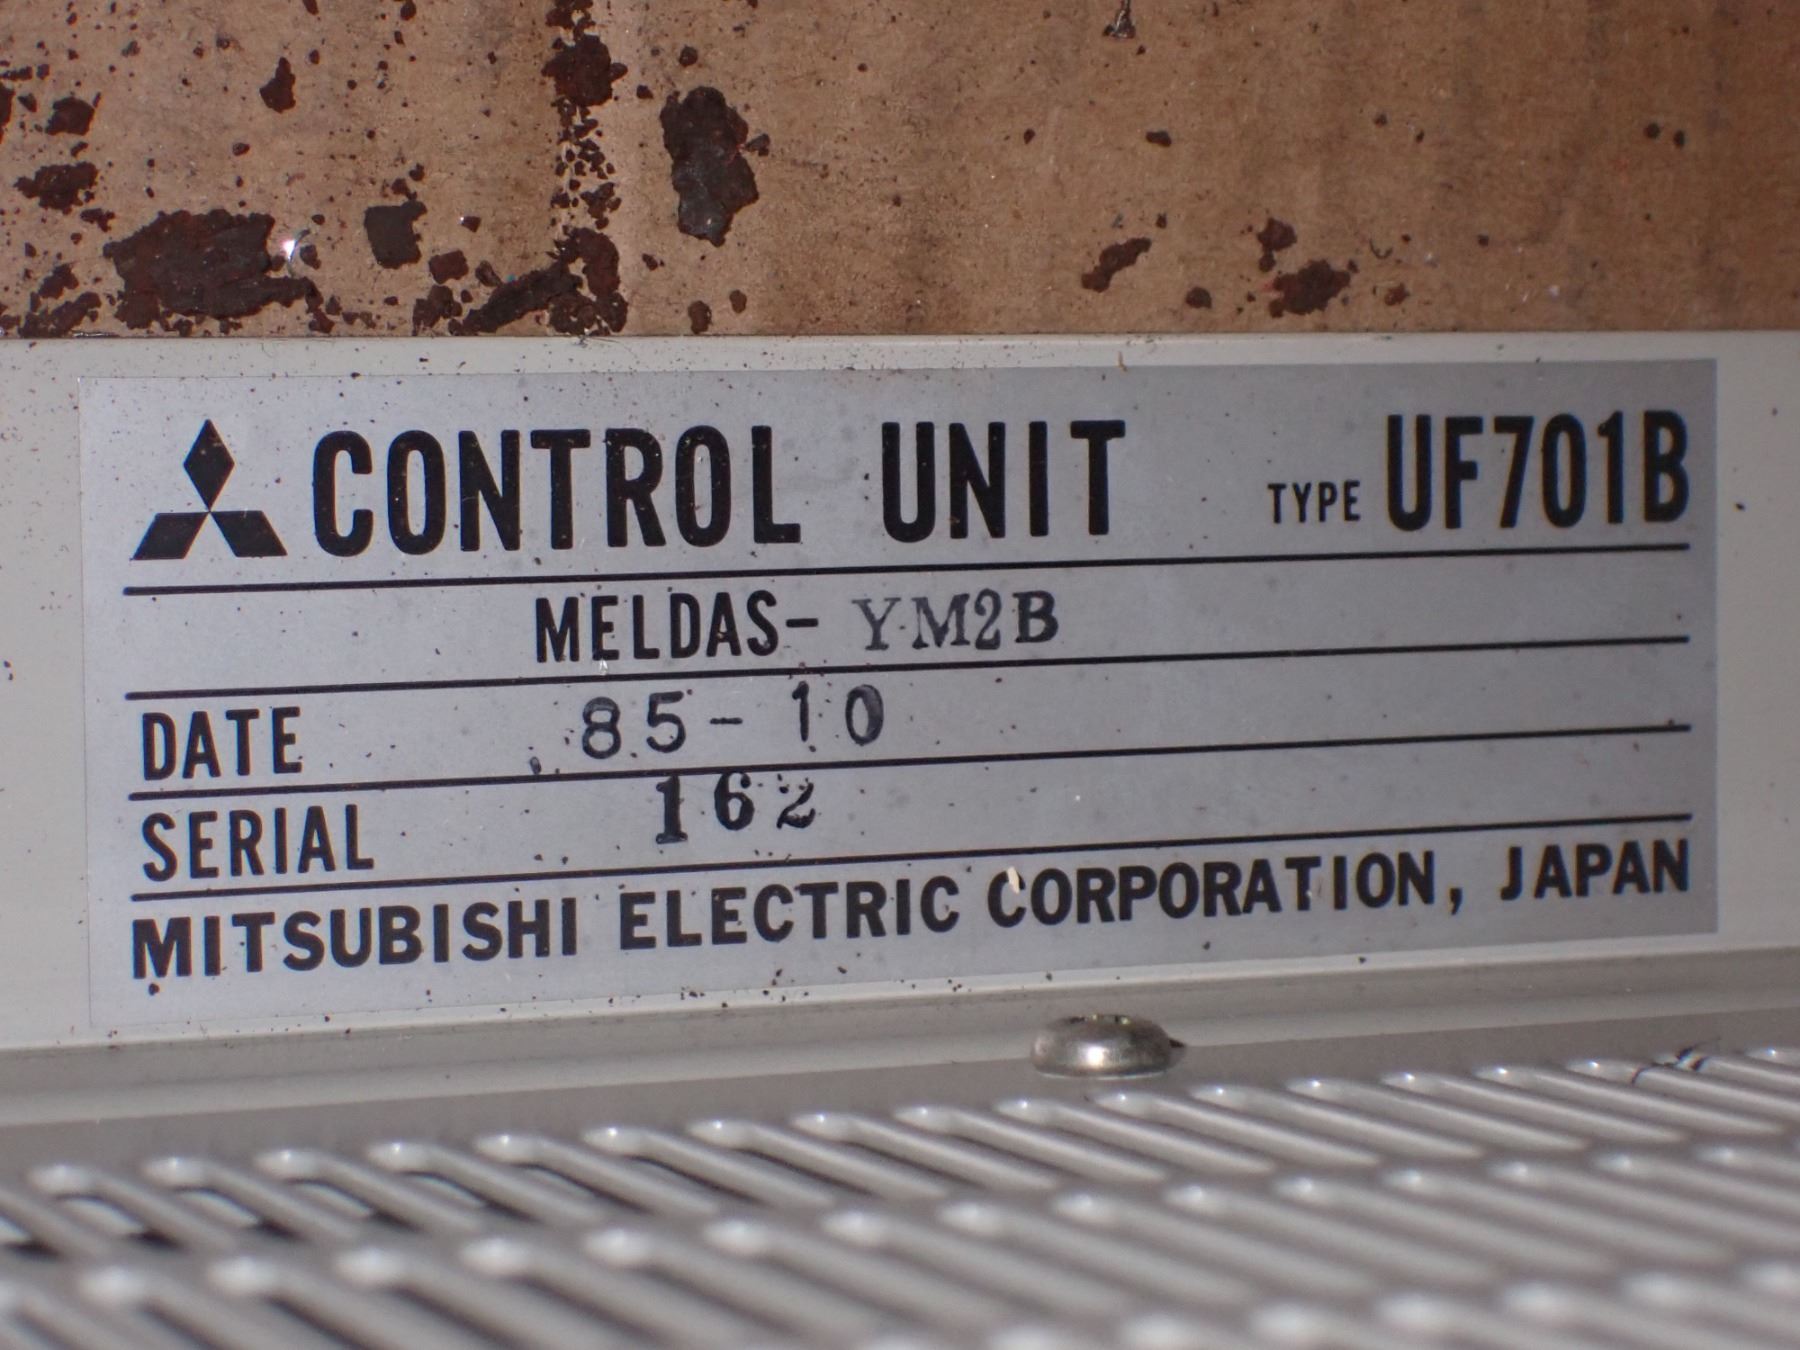 CONTROL UNIT TYPE UF701B
MELDAS- YM2B
DATE 85-10
SERIAL 162
MITSUBISHI ELECTRIC CORPORATION, JAPAN